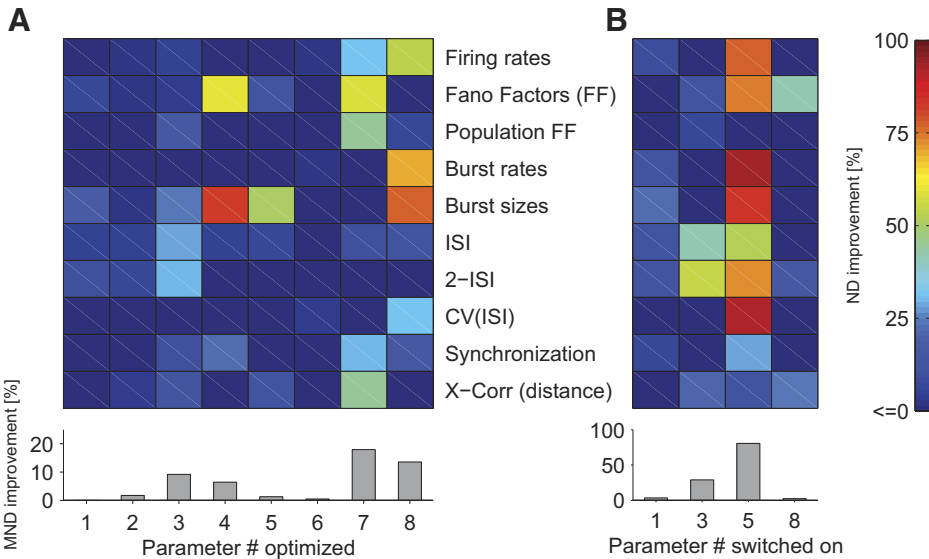 A
B
Firing rates
Fano Factors (FF)
Population FF
Burst rates
Burst sizes
ISI
2−ISI
CV(ISI)
Synchronization
X−Corr (distance)
100
75
50
25
<=0
ND improvement [%]
MND improvement [%]
20
10
0
1 2 3 4 5 6 7 8
Parameter # optimized
100
50
0
1 3 5 8
Parameter # switched on